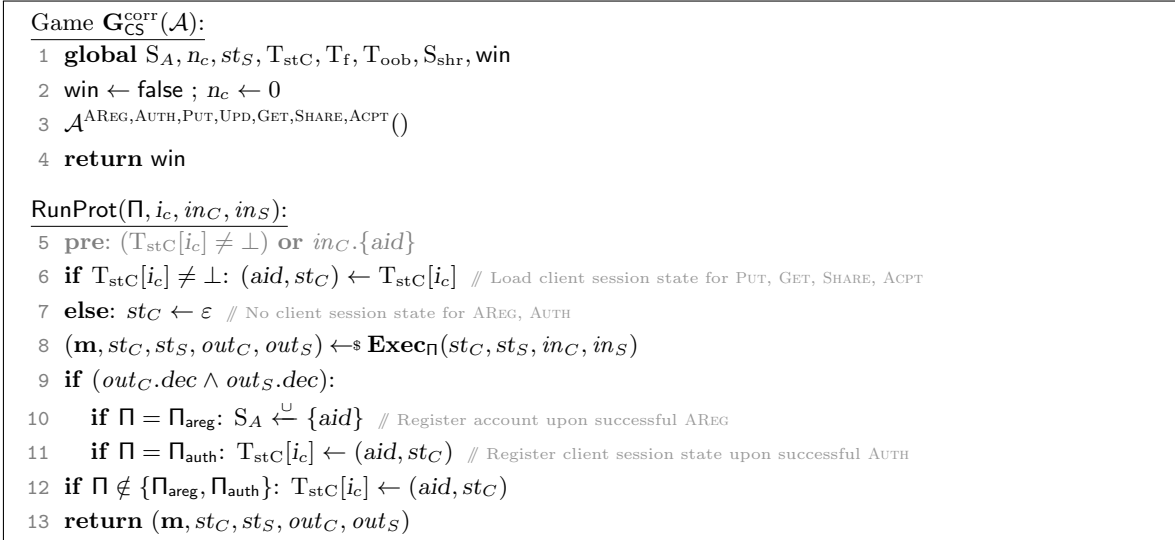 Game G^corr_CS(𝒜):
1 global S_A, n_c, st_S, T_stC, T_f, T_oob, S_shr, win
2 win ← false ; n_c ← 0
3 𝒜^{AReg,Auth,Put,Upd,Get,Share,Acpt}()
4 return win
RunProt(Π, i_c, in_C, in_S):
5 pre: (T_stC[i_c] ≠ ⊥) or in_C.{aid}
6 if T_stC[i_c] ≠ ⊥: (aid, st_C) ← T_stC[i_c] // Load client session state for Put, Get, Share, Acpt
7 else: st_C ← ε // No client session state for AReg, Auth
8 (m, st_C, st_S, out_C, out_S) ←$ Exec_Π(st_C, st_S, in_C, in_S)
9 if (out_C.dec ∧ out_S.dec):
10 if Π = Π_areg: S_A ←^∪ {aid} // Register account upon successful AReg
11 if Π = Π_auth: T_stC[i_c] ← (aid, st_C) // Register client session state upon successful Auth
12 if Π ∉ {Π_areg, Π_auth}: T_stC[i_c] ← (aid, st_C)
13 return (m, st_C, st_S, out_C, out_S)